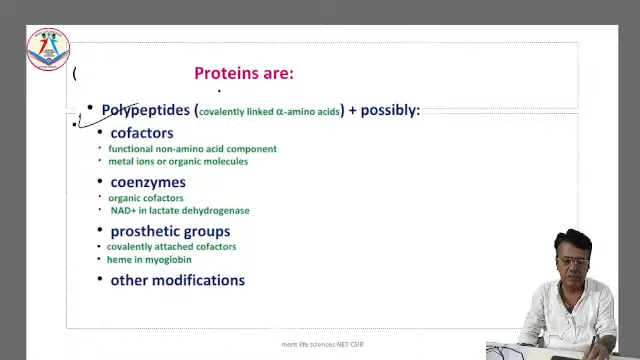 Proteins are:
• Polypeptides (covalently linked α-amino acids) + possibly:
• cofactors
• functional non-amino acid component
• metal ions or organic molecules
• coenzymes
• organic cofactors
• NAD+ in lactate dehydrogenase
• prosthetic groups
• covalently attached cofactors
• heme in myoglobin
• other modifications
merit life sciences NET CSIR